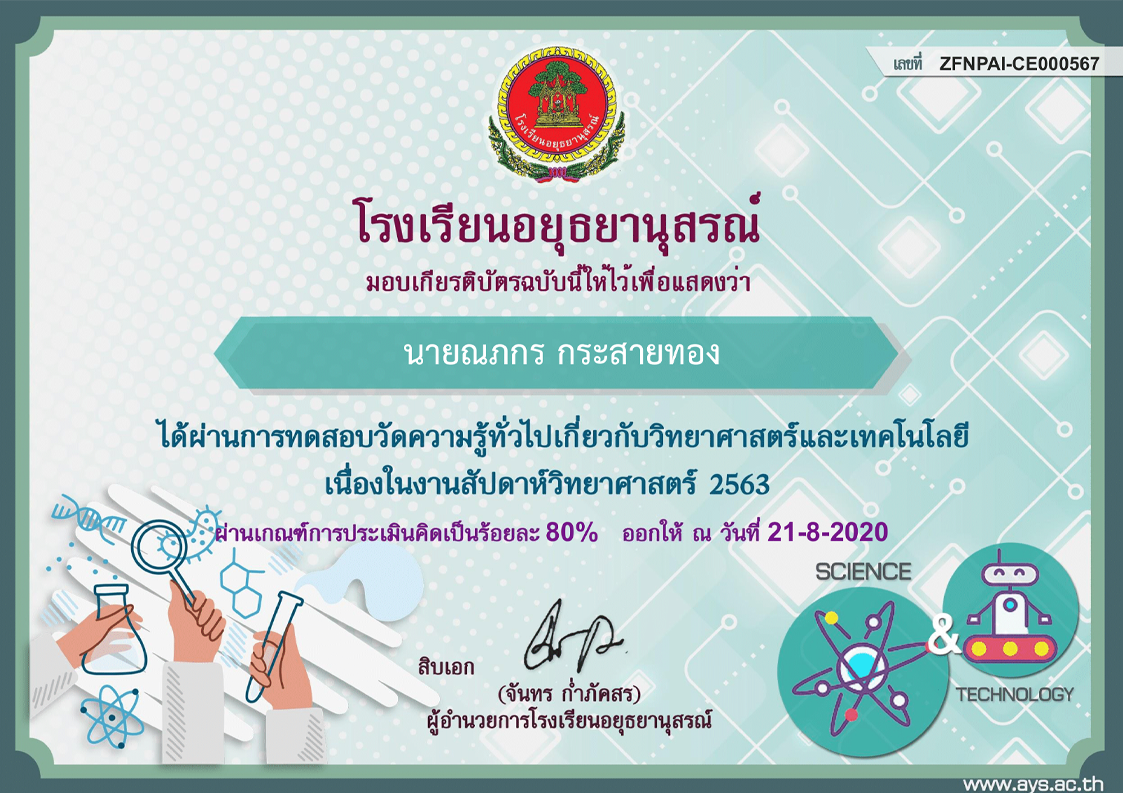 เลขที่ ZFNPAI-CE000567
โรงเรียนอยุธยานุสรณ์
โรงเรียนอยุธยานุสรณ์
มอบเกียรติบัตรฉบับนี้ให้ไว้เพื่อแสดงว่า
นายณภกร กระสายทอง
ได้ผ่านการทดสอบวัดความรู้ทั่วไปเกี่ยวกับวิทยาศาสตร์และเทคโนโลยี
เนื่องในงานสัปดาห์วิทยาศาสตร์ 2563
ผ่านเกณฑ์การประเมินคิดเป็นร้อยละ 80% ออกให้ ณ วันที่ 21-8-2020
SCIENCE
&
TECHNOLOGY
สิบเอก
(จันทร ก่ำภัคสร)
ผู้อำนวยการโรงเรียนอยุธยานุสรณ์
www.ays.ac.th